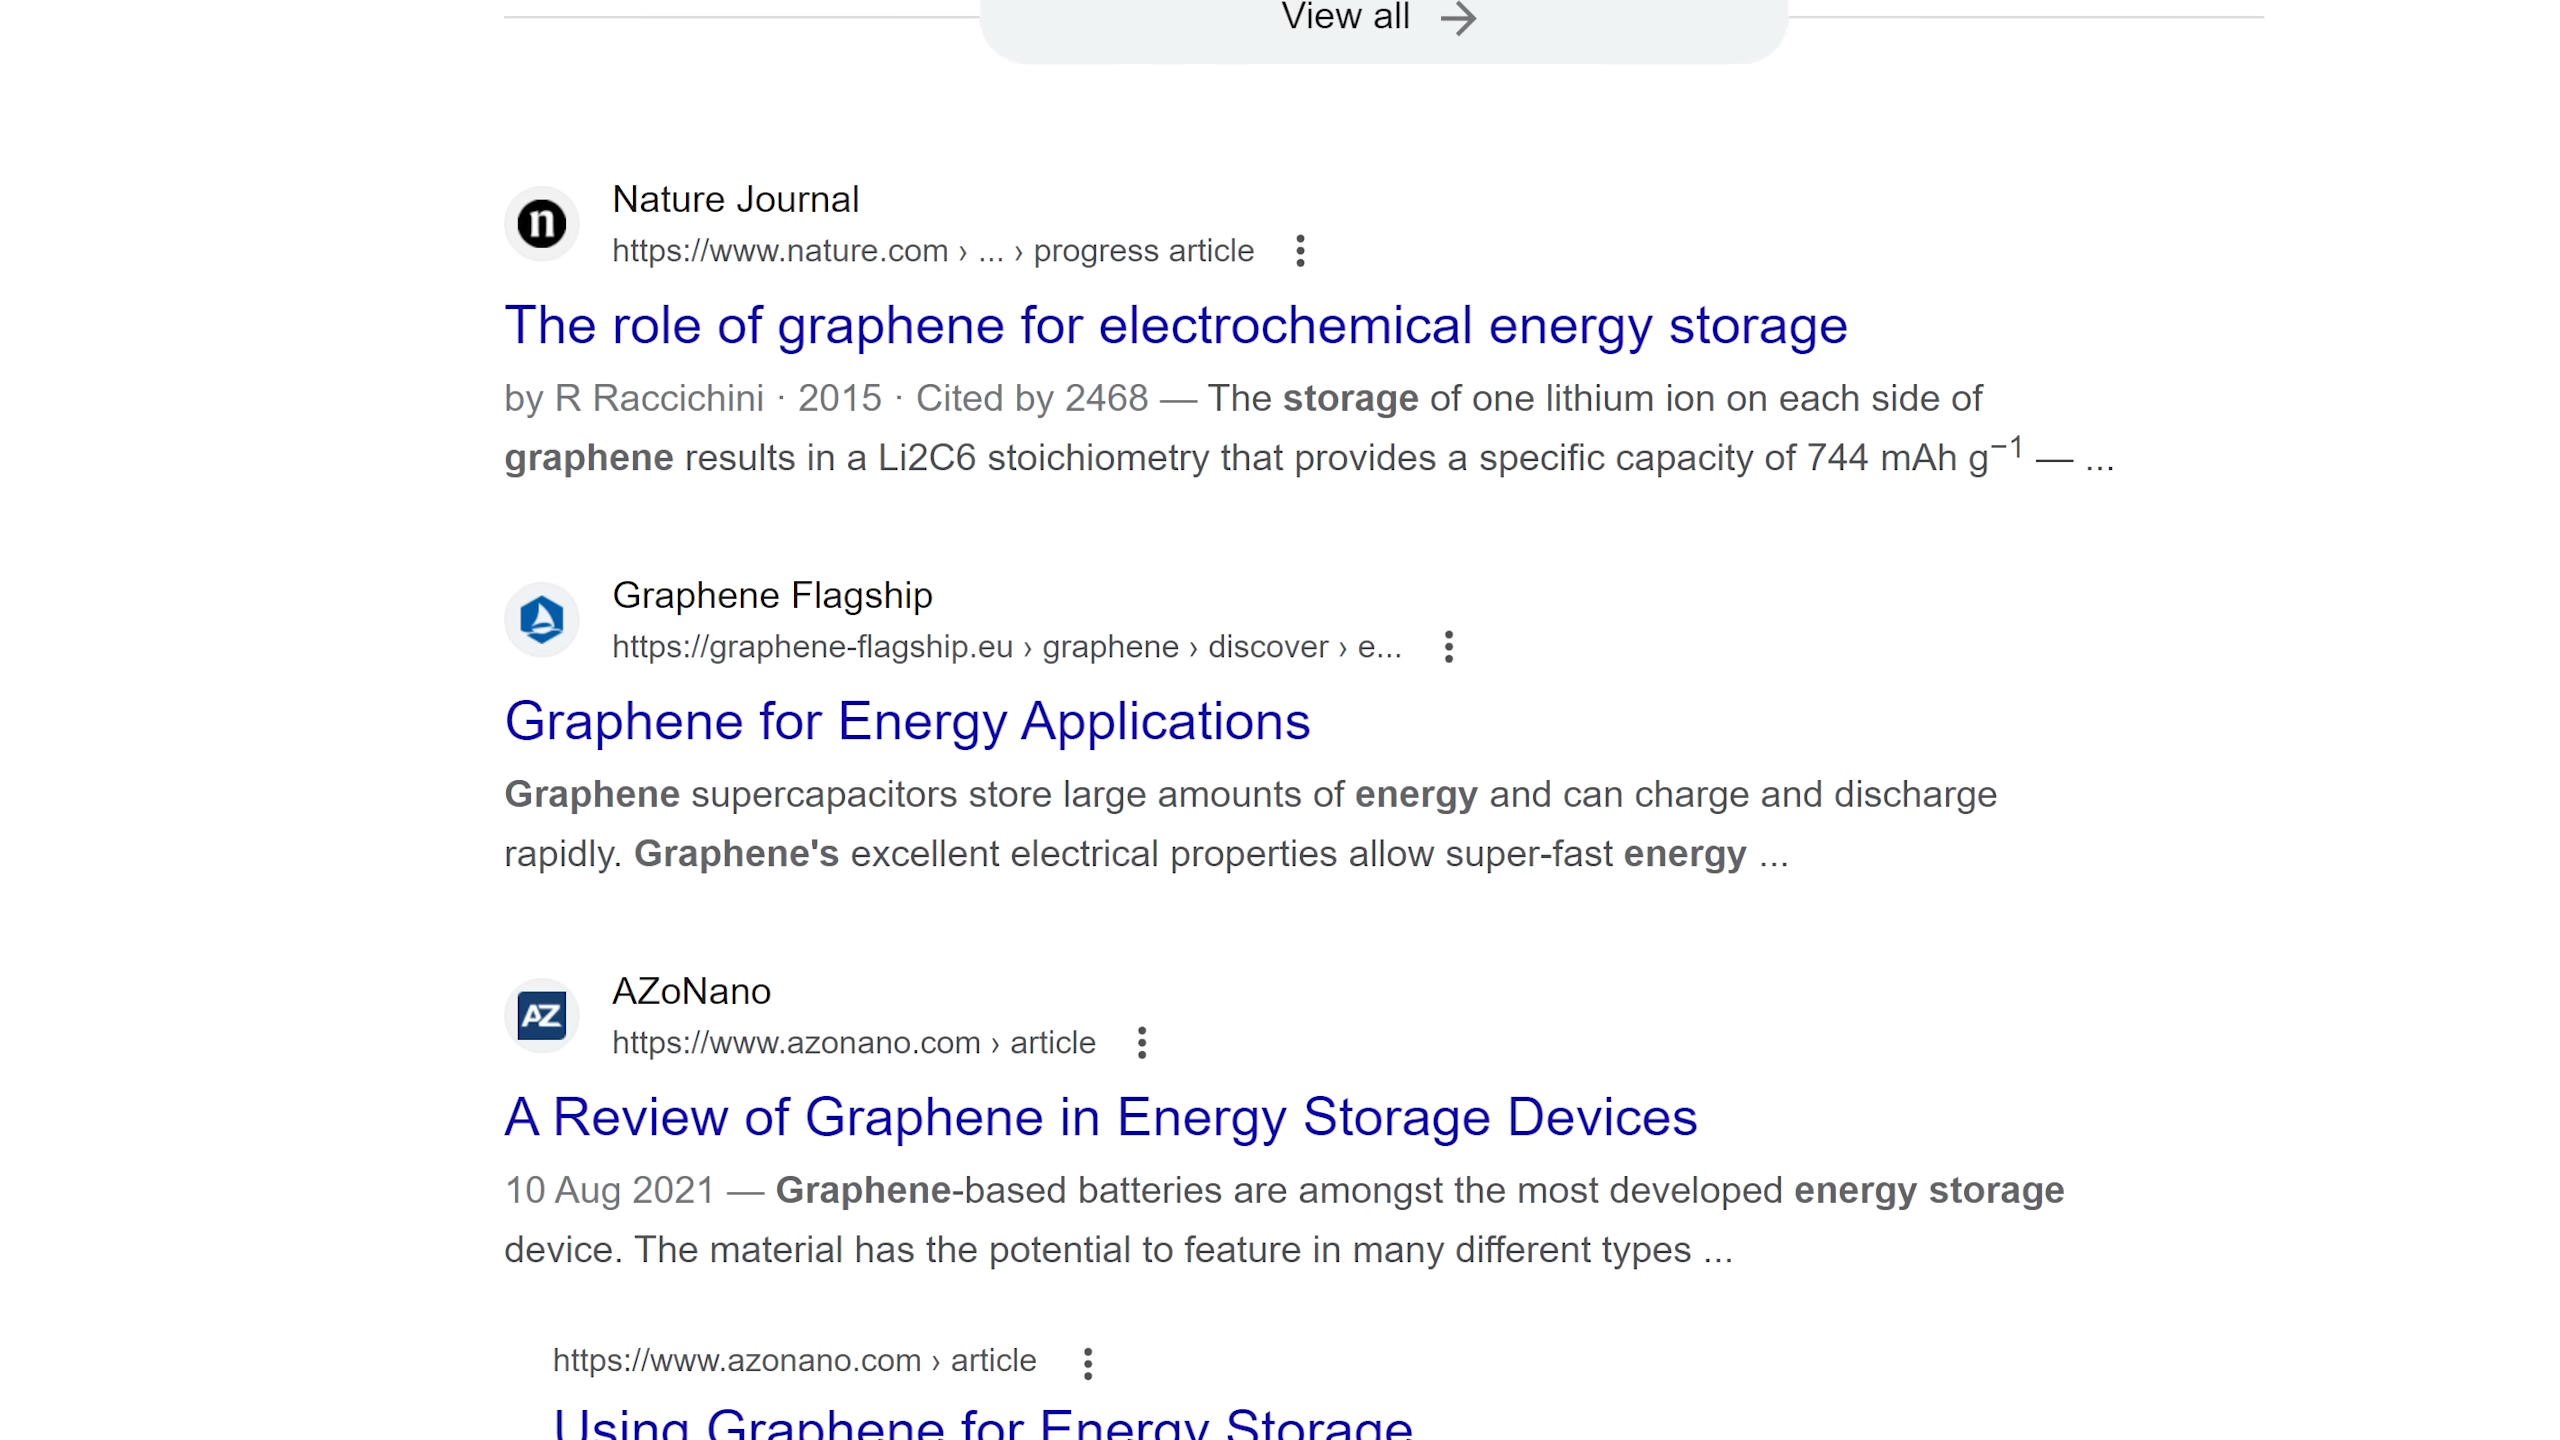 View all →
n
Nature Journal
https://www.nature.com › ... › progress article
The role of graphene for electrochemical energy storage
by R Raccichini · 2015 · Cited by 2468 — The storage of one lithium ion on each side of
graphene results in a Li2C6 stoichiometry that provides a specific capacity of 744 mAh g⁻¹ — ...
Graphene Flagship
https://graphene-flagship.eu › graphene › discover › e...
Graphene for Energy Applications
Graphene supercapacitors store large amounts of energy and can charge and discharge
rapidly. Graphene's excellent electrical properties allow super-fast energy ...
AZ
AZoNano
https://www.azonano.com › article
A Review of Graphene in Energy Storage Devices
10 Aug 2021 — Graphene-based batteries are amongst the most developed energy storage
device. The material has the potential to feature in many different types ...
https://www.azonano.com › article
Using Graphene for Energy Storage